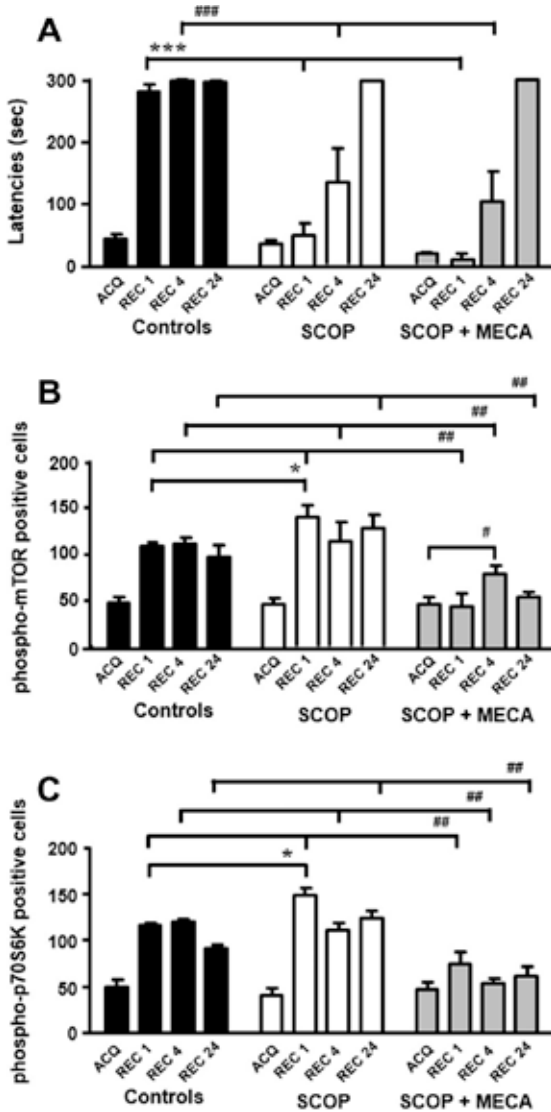 A
###
***
Latencies (sec)
300
200
100
0
ACQ REC 1 REC 4 REC 24 ACQ REC 1 REC 4 REC 24 ACQ REC 1 REC 4 REC 24
Controls SCOP SCOP + MECA
B
##
##
##
*
#
phospho-mTOR positive cells
200
150
100
50
0
ACQ REC 1 REC 4 REC 24 ACQ REC 1 REC 4 REC 24 ACQ REC 1 REC 4 REC 24
Controls SCOP SCOP + MECA
C
##
##
##
*
phospho-p70S6K positive cells
200
150
100
50
0
ACQ REC 1 REC 4 REC 24 ACQ REC 1 REC 4 REC 24 ACQ REC 1 REC 4 REC 24
Controls SCOP SCOP + MECA